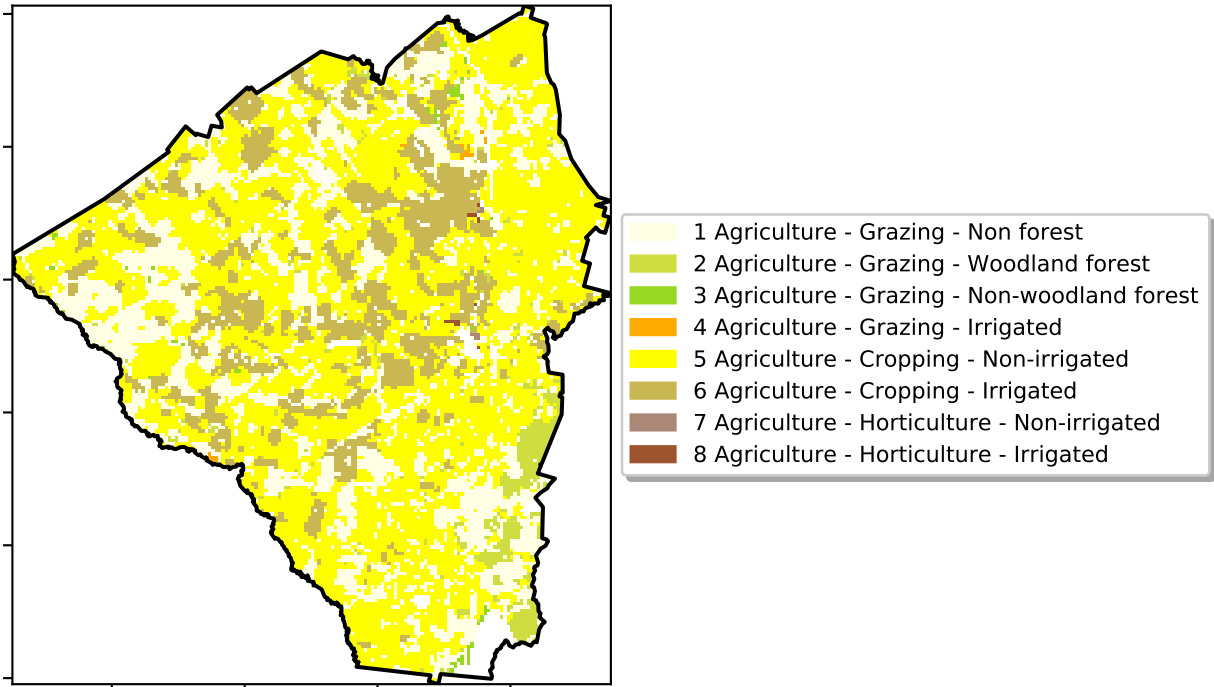 1 Agriculture - Grazing - Non forest
2 Agriculture - Grazing - Woodland forest
3 Agriculture - Grazing - Non-woodland forest
4 Agriculture - Grazing - Irrigated
5 Agriculture - Cropping - Non-irrigated
6 Agriculture - Cropping - Irrigated
7 Agriculture - Horticulture - Non-irrigated
8 Agriculture - Horticulture - Irrigated